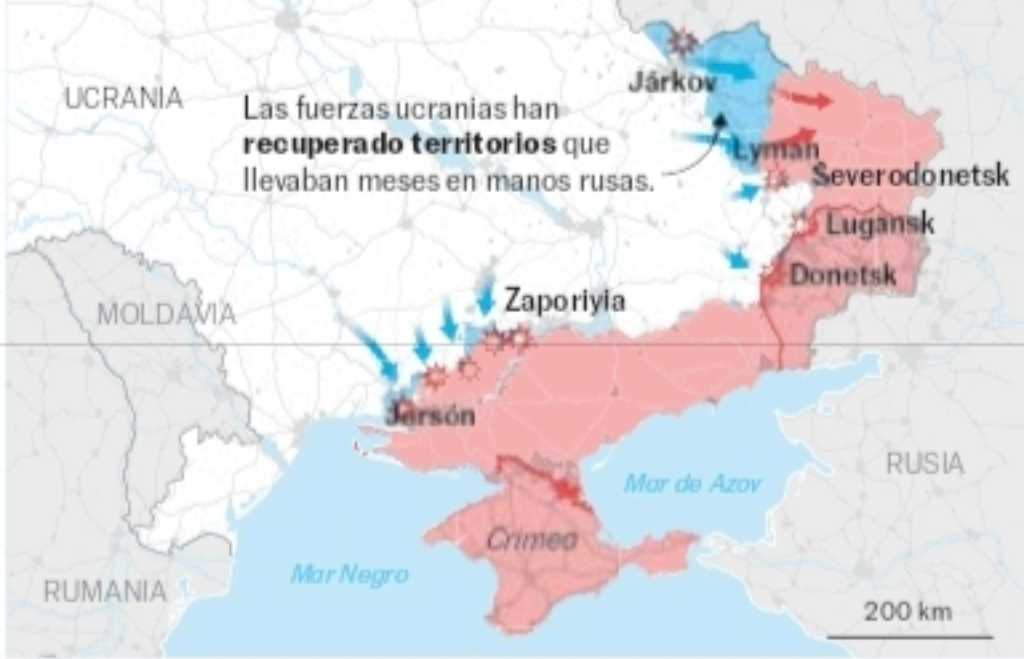 UCRANIA
Las fuerzas ucranias han
recuperado territorios que
llevaban meses en manos rusas.
Járkov
Lyman
Severodonetsk
Lugansk
Donetsk
Zaporiyia
MOLDAVIA
Jersón
RUSIA
Mar de Azov
Crimea
Mar Negro
RUMANIA
200 km